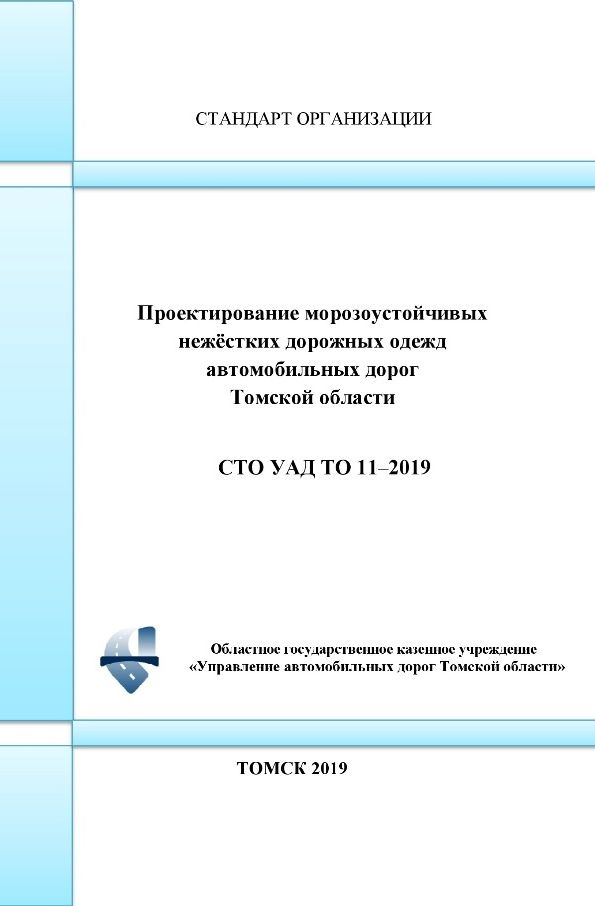 СТАНДАРТ ОРГАНИЗАЦИИ
Проектирование морозоустойчивых
нежёстких дорожных одежд
автомобильных дорог
Томской области
СТО УАД ТО 11–2019
Областное государственное казенное учреждение
«Управление автомобильных дорог Томской области»
ТОМСК 2019